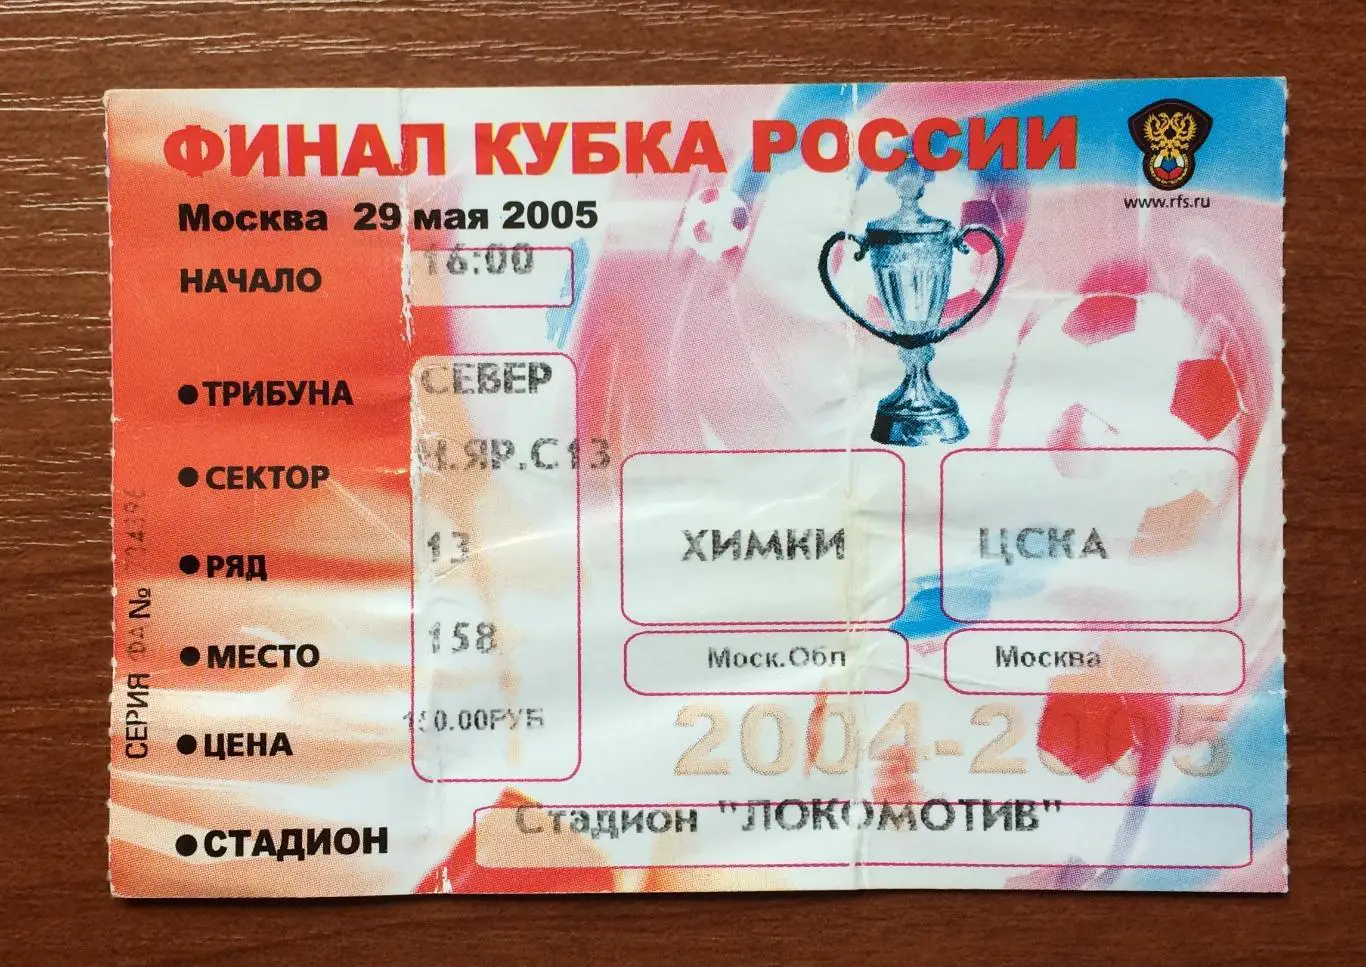 ФИНАЛ КУБКА РОССИИ
www.rfs.ru
Москва 29 мая 2005
НАЧАЛО 16:00
●ТРИБУНА СЕВЕР
●СЕКТОР Н.ЯР.С13
●РЯД 13
●МЕСТО 158
●ЦЕНА
●СТАДИОН Стадион "ЛОКОМОТИВ"
ХИМКИ ЦСКА
Моск.Обл Москва
2004-2005
СЕРИЯ №